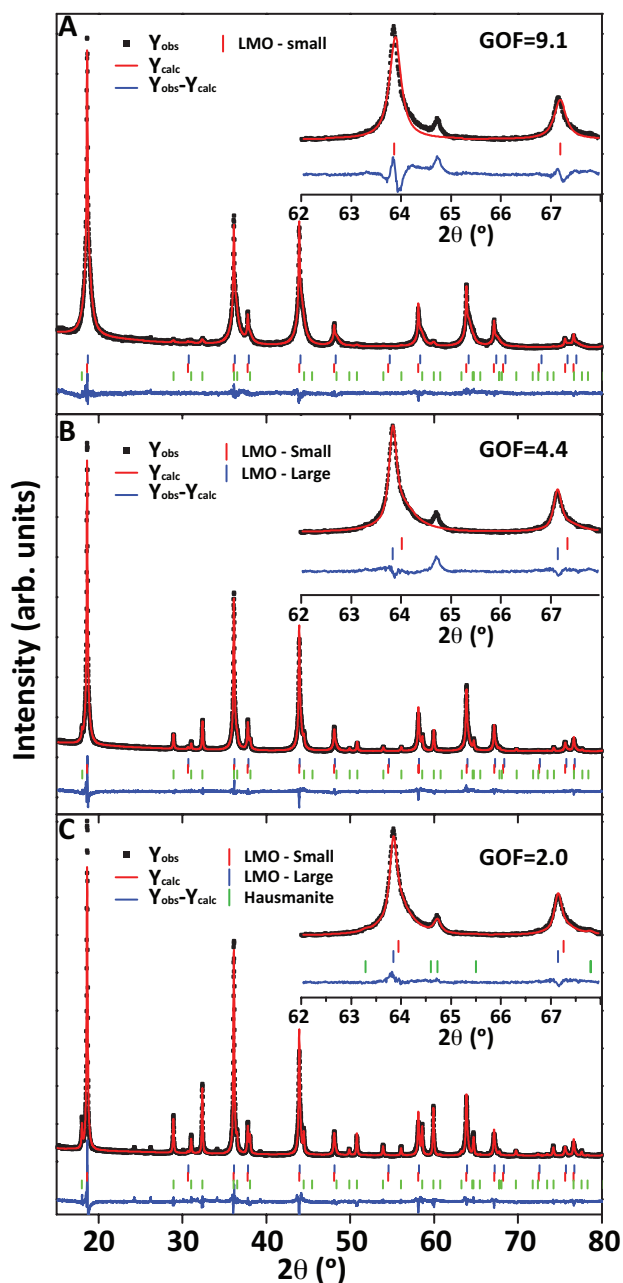 Intensity (arb. units)
A
Yobs
LMO - small
Ycalc
Yobs-Ycalc
GOF=9.1
62 63 64 65 66 67
2θ (º)
B
Yobs
LMO - Small
Ycalc
LMO - Large
Yobs-Ycalc
GOF=4.4
62 63 64 65 66 67
2θ (º)
C
Yobs
LMO - Small
Ycalc
LMO - Large
Yobs-Ycalc
Hausmanite
GOF=2.0
62 63 64 65 66 67
2θ (º)
20 30 40 50 60 70 80
2θ (º)